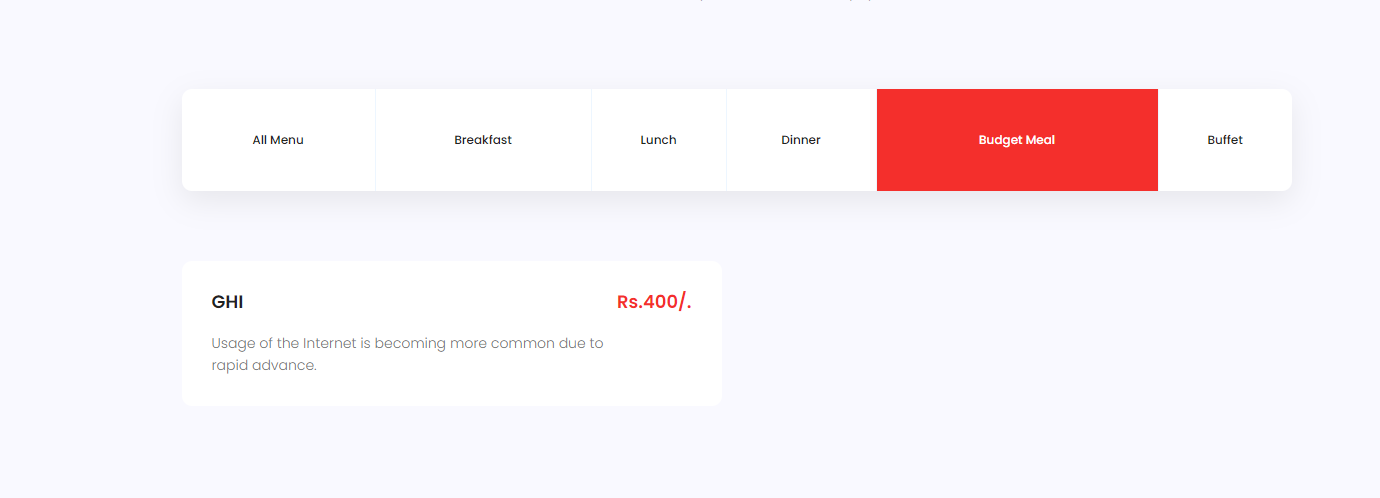 All Menu Breakfast Lunch Dinner Budget Meal Buffet
GHI Rs.400/.
Usage of the Internet is becoming more common due to
rapid advance.